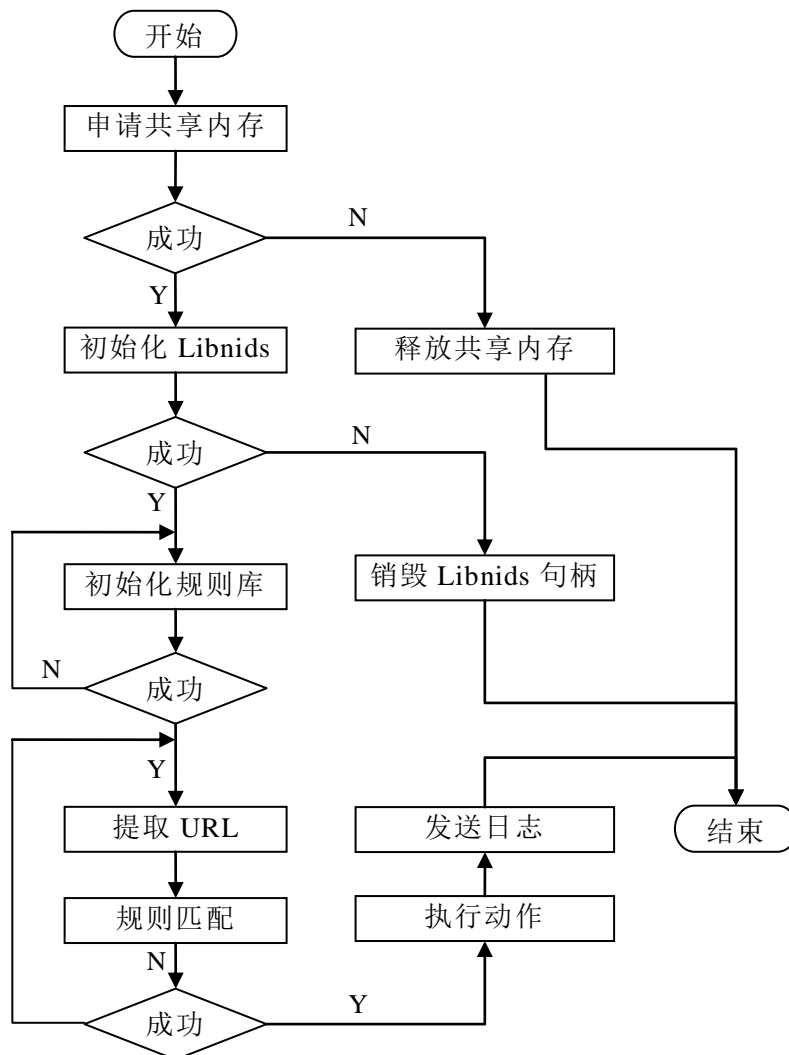 开始
申请共享内存
成功
N
Y
初始化 Libnids
释放共享内存
成功
N
Y
初始化规则库
销毁 Libnids 句柄
N
成功
Y
提取 URL
发送日志
结束
规则匹配
执行动作
N
成功
Y